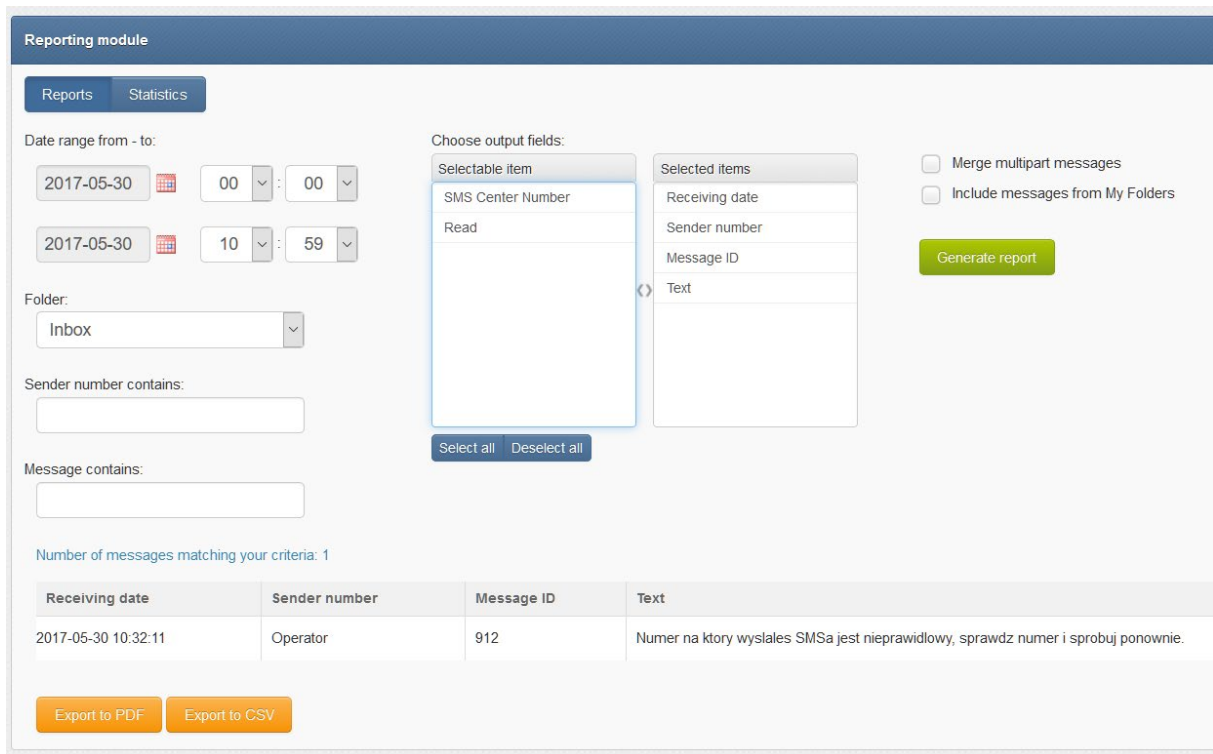 Reporting module
Reports Statistics
Date range from - to:
2017-05-30 00 : 00
2017-05-30 10 : 59
Folder:
Inbox
Sender number contains:
Message contains:
Choose output fields:
Selectable item
SMS Center Number
Read
Selected items
Receiving date
Sender number
Message ID
Text
Select all Deselect all
Merge multipart messages
Include messages from My Folders
Generate report
Number of messages matching your criteria: 1
Receiving date Sender number Message ID Text
2017-05-30 10:32:11 Operator 912 Numer na ktory wyslales SMSa jest nieprawidlowy, sprawdz numer i sprobuj ponownie.
Export to PDF Export to CSV